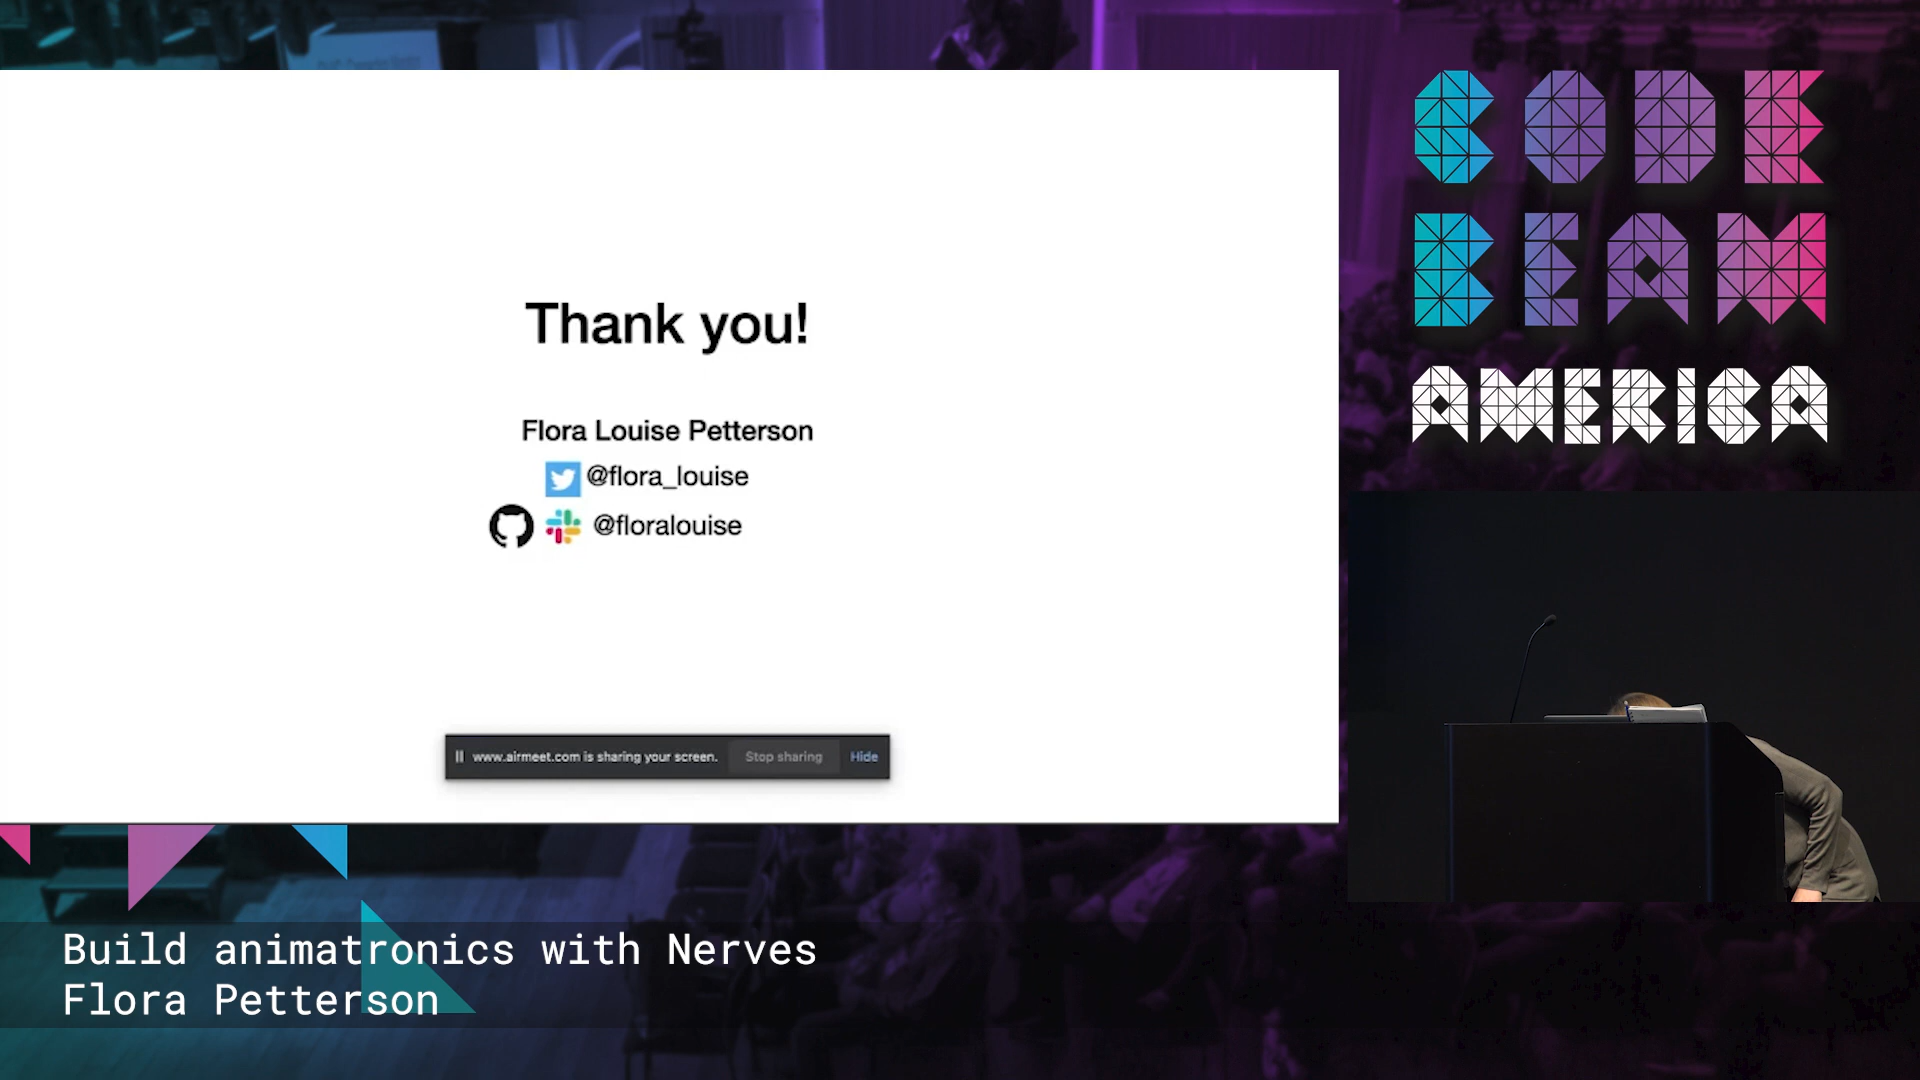 Thank you!
Flora Louise Petterson
@flora_louise
@floralouise
www.airmeet.com is sharing your screen. Stop sharing Hide
CODE
BEAM
AMERICA
Build animatronics with Nerves
Flora Petterson